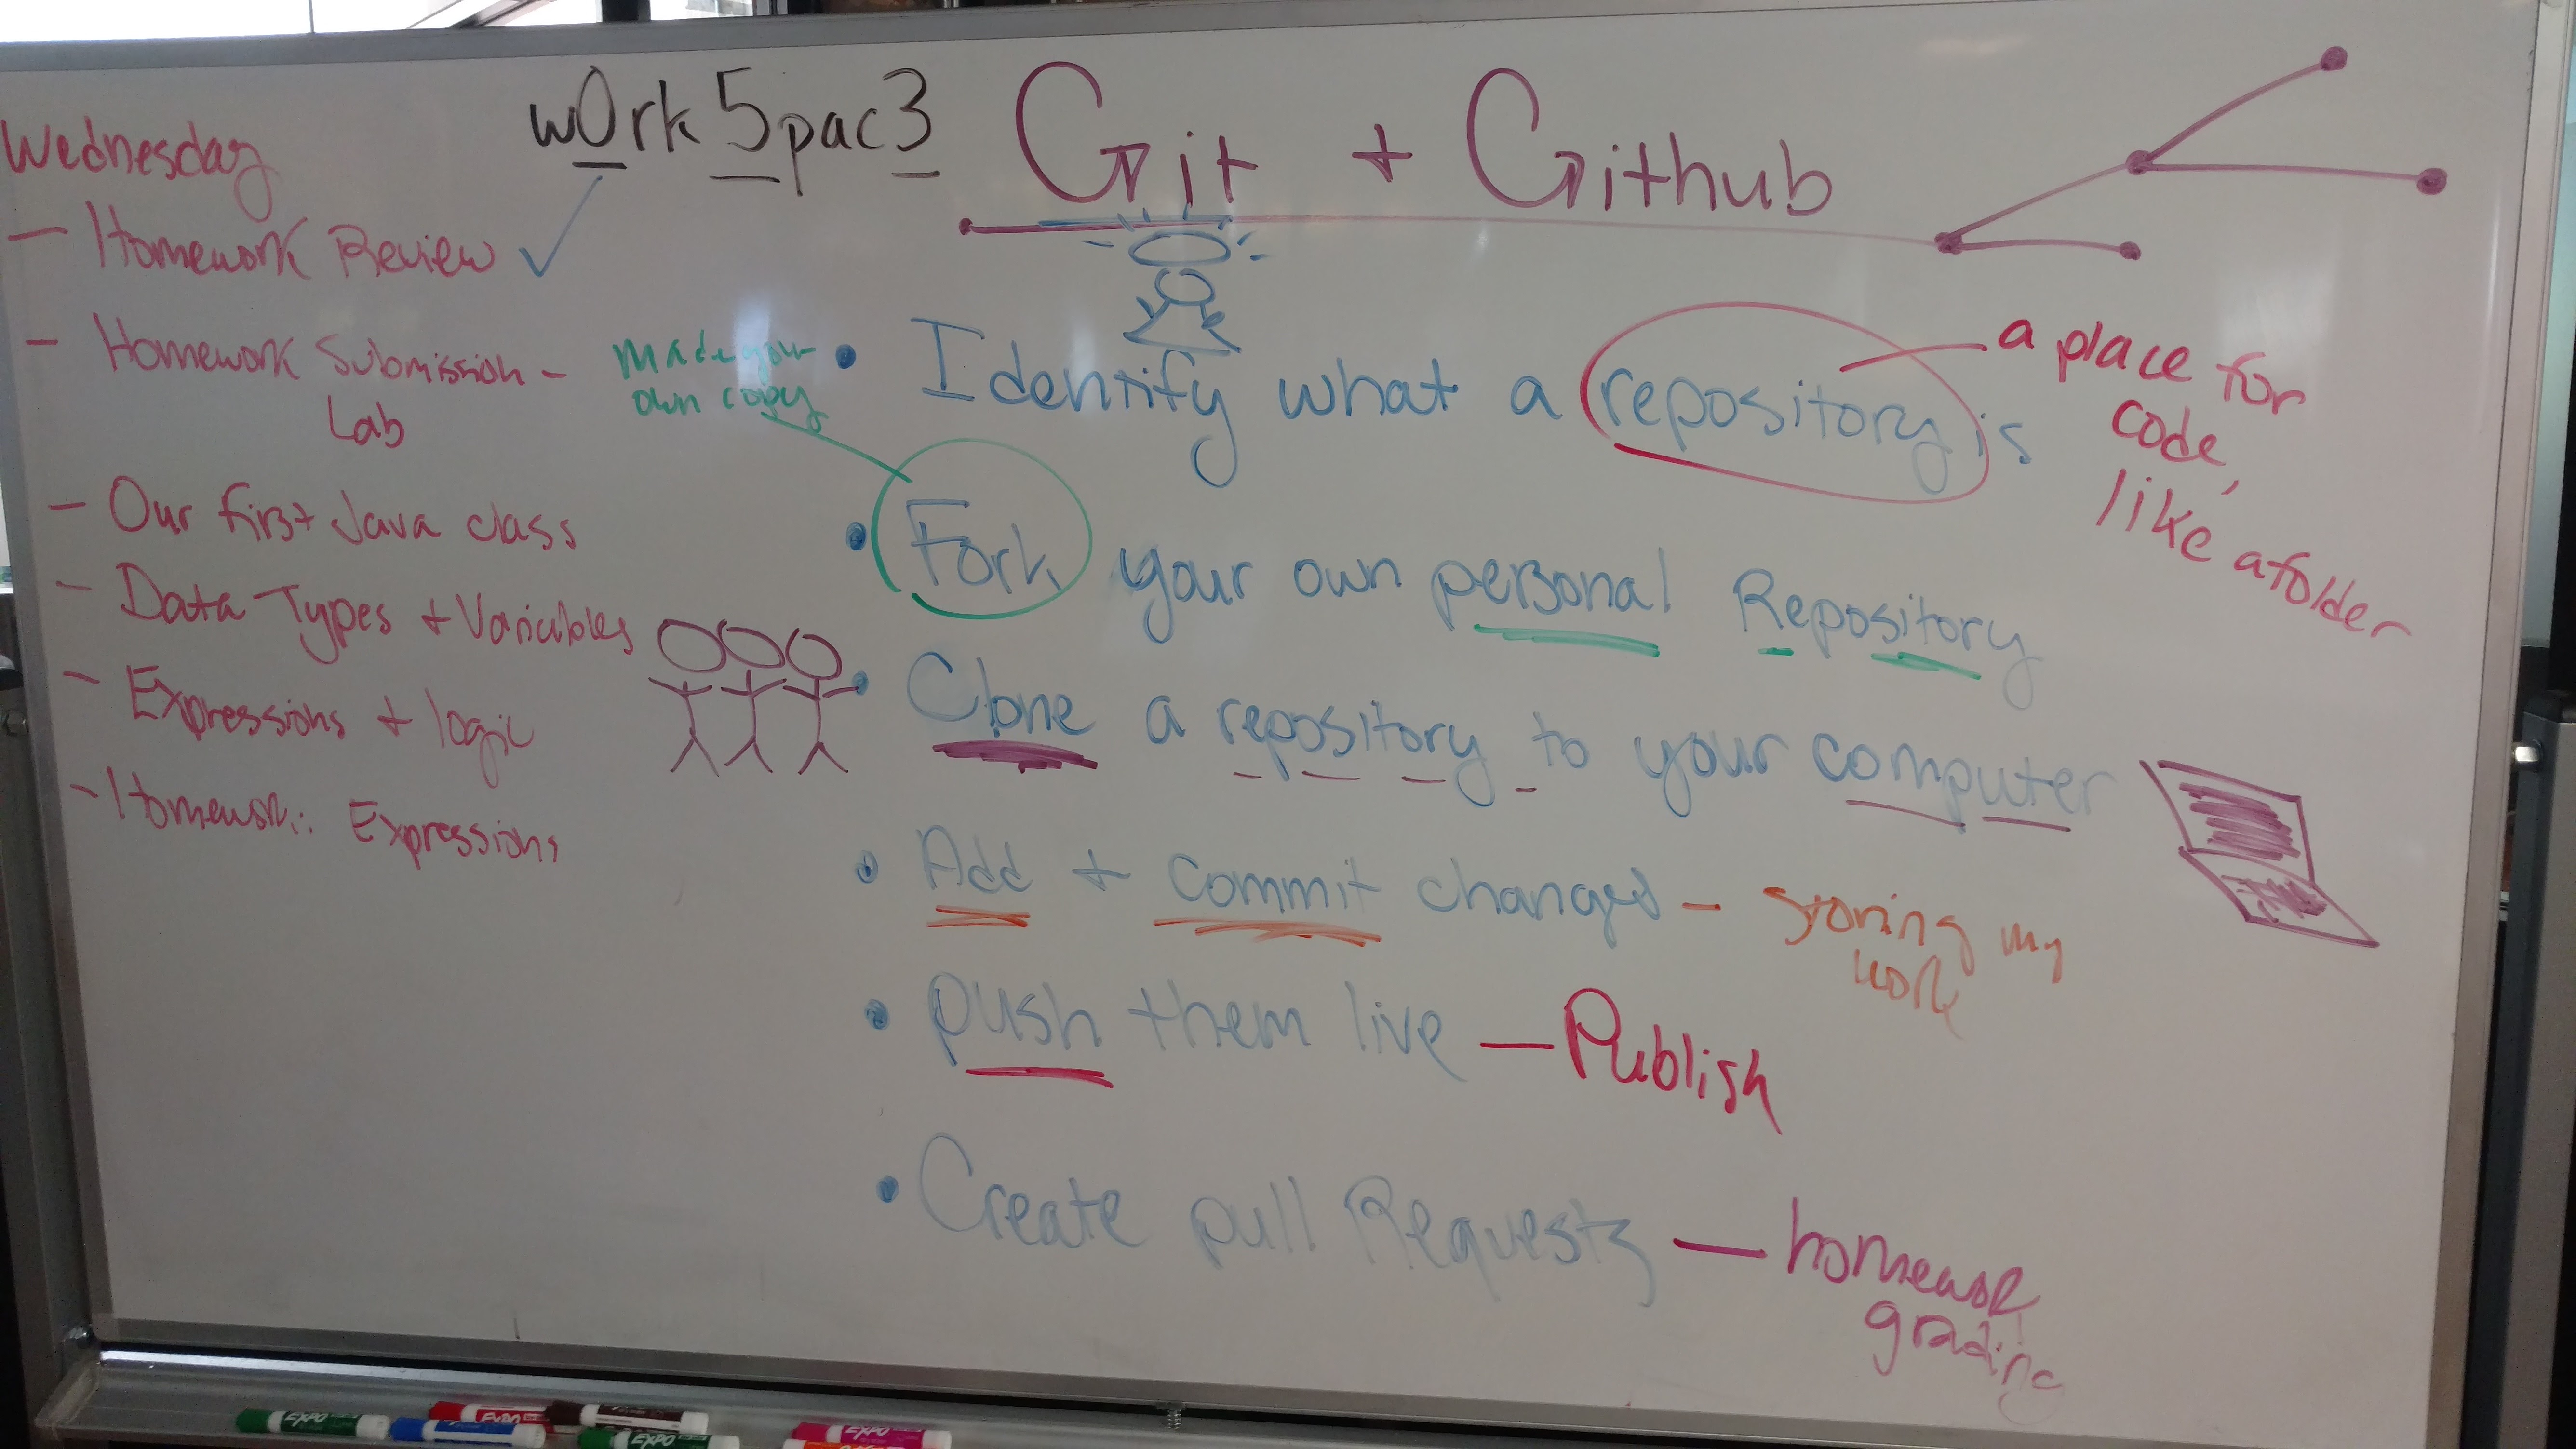 w0rk5pac3
Git + Github
Wednesday
- Homework Review ✓
- Homework Submission -
Lab
- Our first Java class
- Data Types + Variables
- Expressions + logic
- Homework: Expressions
made your
own copy
• Identify what a repository is
a place for
code,
like a folder
• Fork your own personal Repository
• Clone a repository to your computer
• Add + Commit changes - Storing my
work
• push them live — Publish
• Create pull Requests — homework
grading
EXPO
EXPO
EXPO
EXPO